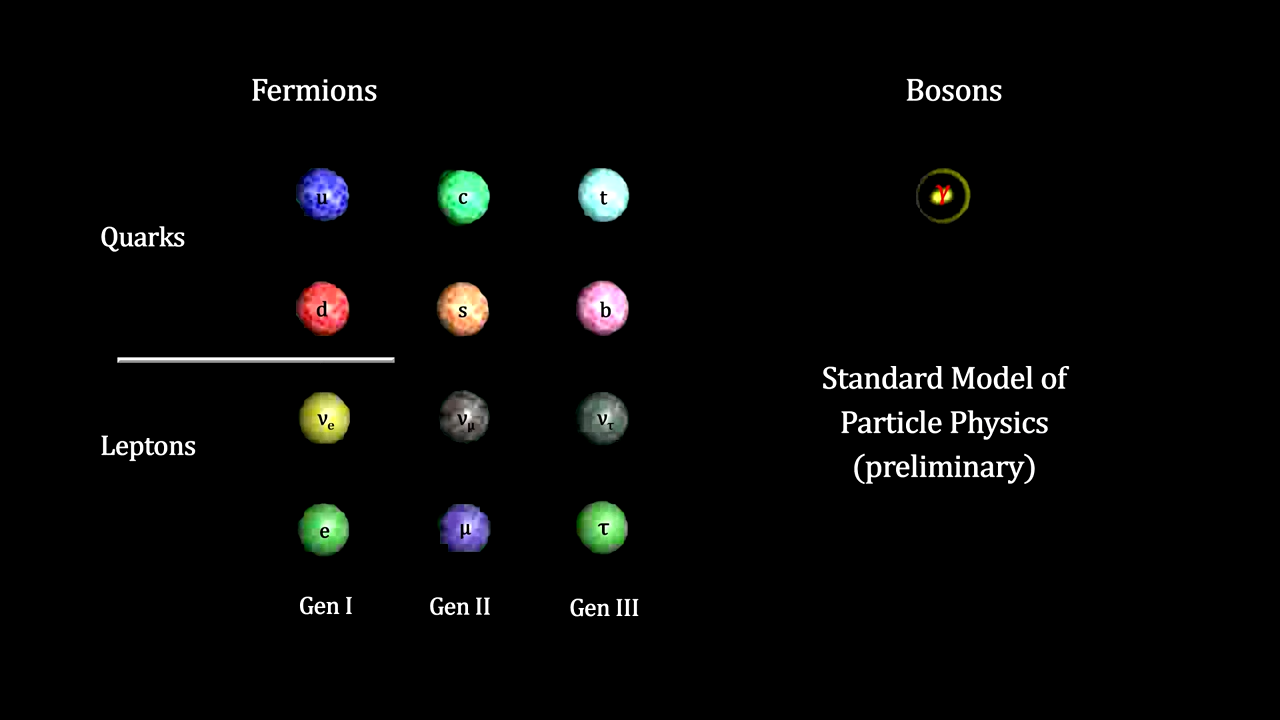 Fermions Bosons
u c t γ
Quarks
d s b
Standard Model of
Particle Physics
(preliminary)
νe νμ ντ
Leptons
e μ τ
Gen I Gen II Gen III